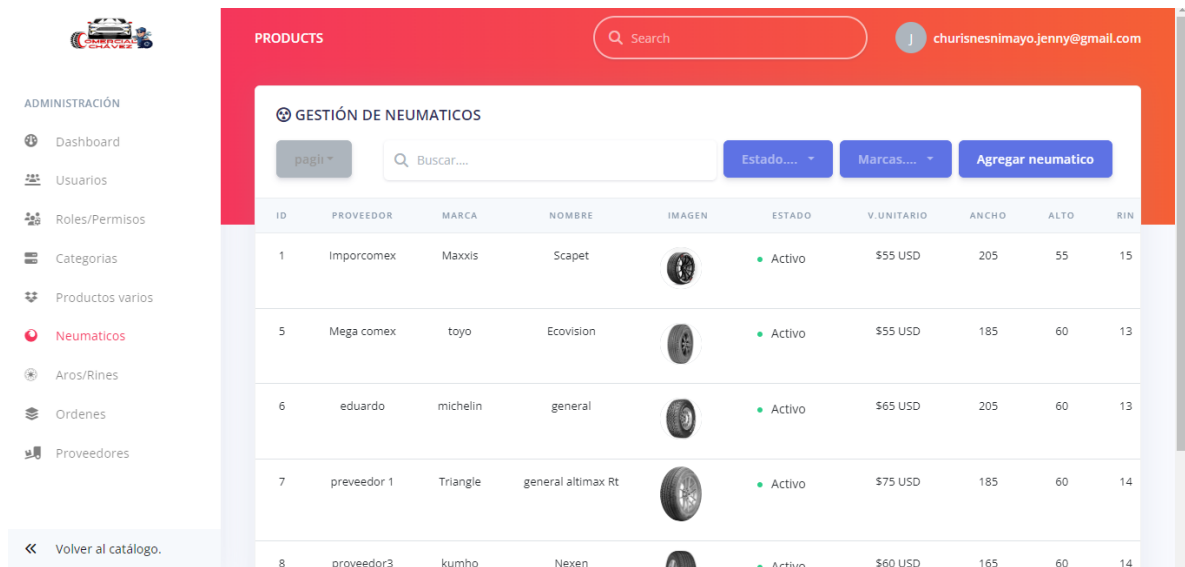 COMERCIAL
CHÁVEZ
PRODUCTS
Search
J
churisnesnimayo.jenny@gmail.com
ADMINISTRACIÓN
Dashboard
Usuarios
Roles/Permisos
Categorias
Productos varios
Neumaticos
Aros/Rines
Ordenes
Proveedores
Volver al catálogo.
GESTIÓN DE NEUMATICOS
Buscar....
Estado....
Marcas....
Agregar neumatico
ID PROVEEDOR MARCA NOMBRE IMAGEN ESTADO V.UNITARIO ANCHO ALTO RIN
1 Imporcomex Maxxis Scapet Activo $55 USD 205 55 15
5 Mega comex toyo Ecovision Activo $55 USD 185 60 13
6 eduardo michelin general Activo $65 USD 205 60 13
7 preveedor 1 Triangle general altimax Rt Activo $75 USD 185 60 14
8 proveedor3 kumho Nexen Activo $60 USD 165 60 14